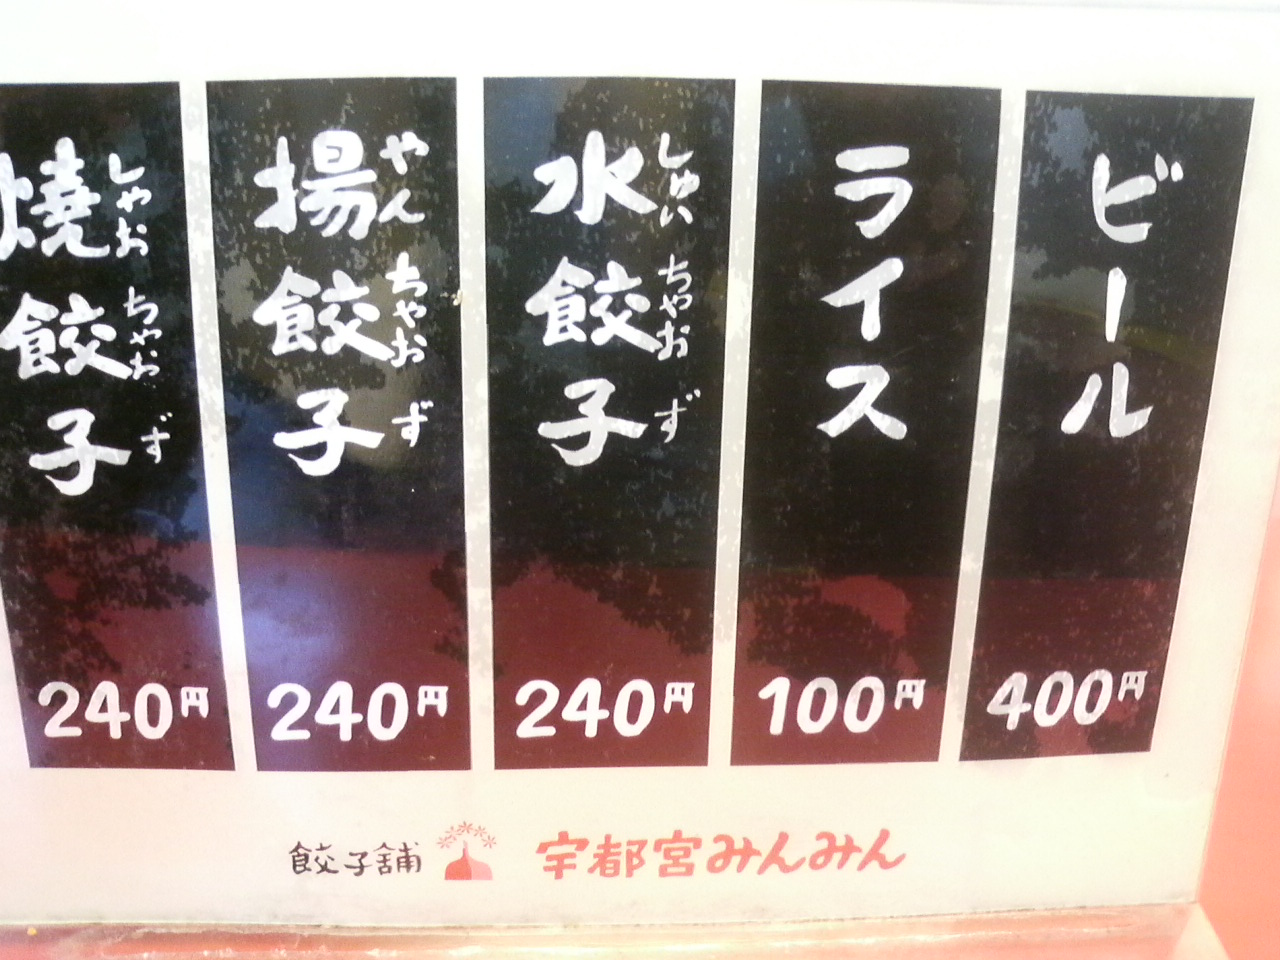 ビール
400円
ライス
100円
水餃子
しゅい ちゃお ず
240円
揚餃子
やん ちゃお ず
240円
焼餃子
しゃお ちゃお ず
240円
餃子舗 宇都宮みんみん